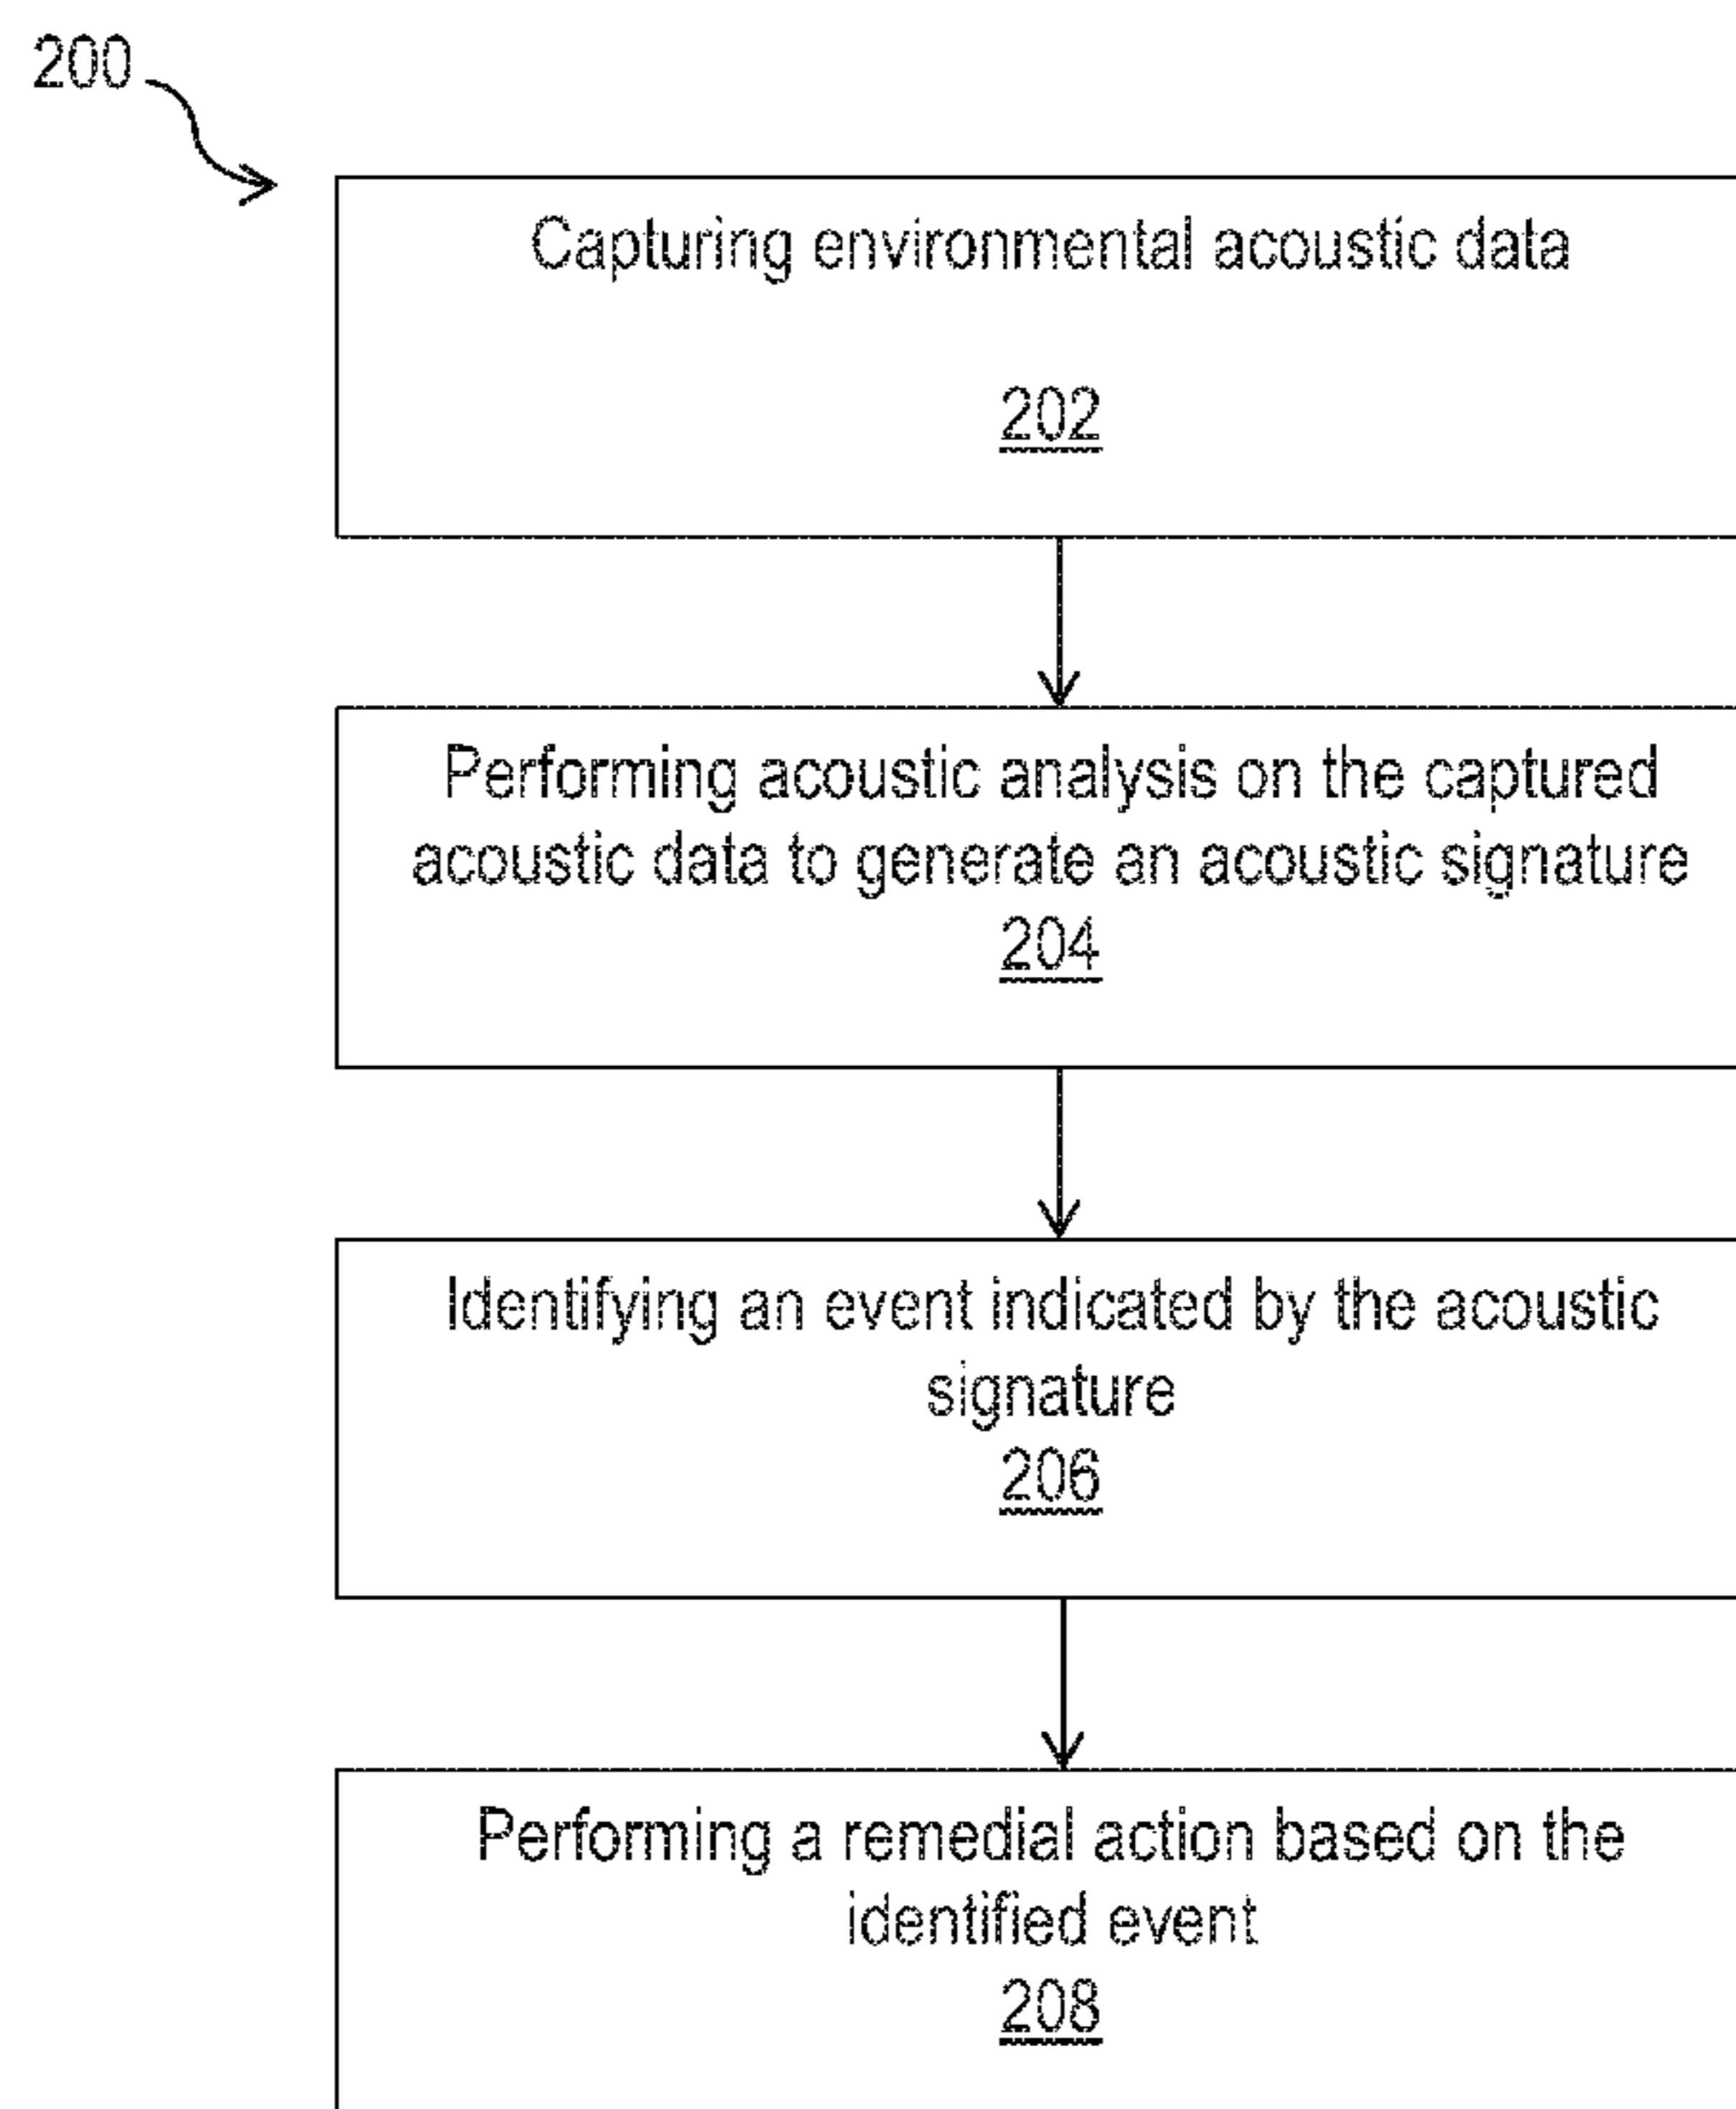 200
Capturing environmental acoustic data
202
Performing acoustic analysis on the captured
acoustic data to generate an acoustic signature
204
Identifying an event indicated by the acoustic
signature
206
Performing a remedial action based on the
identified event
208